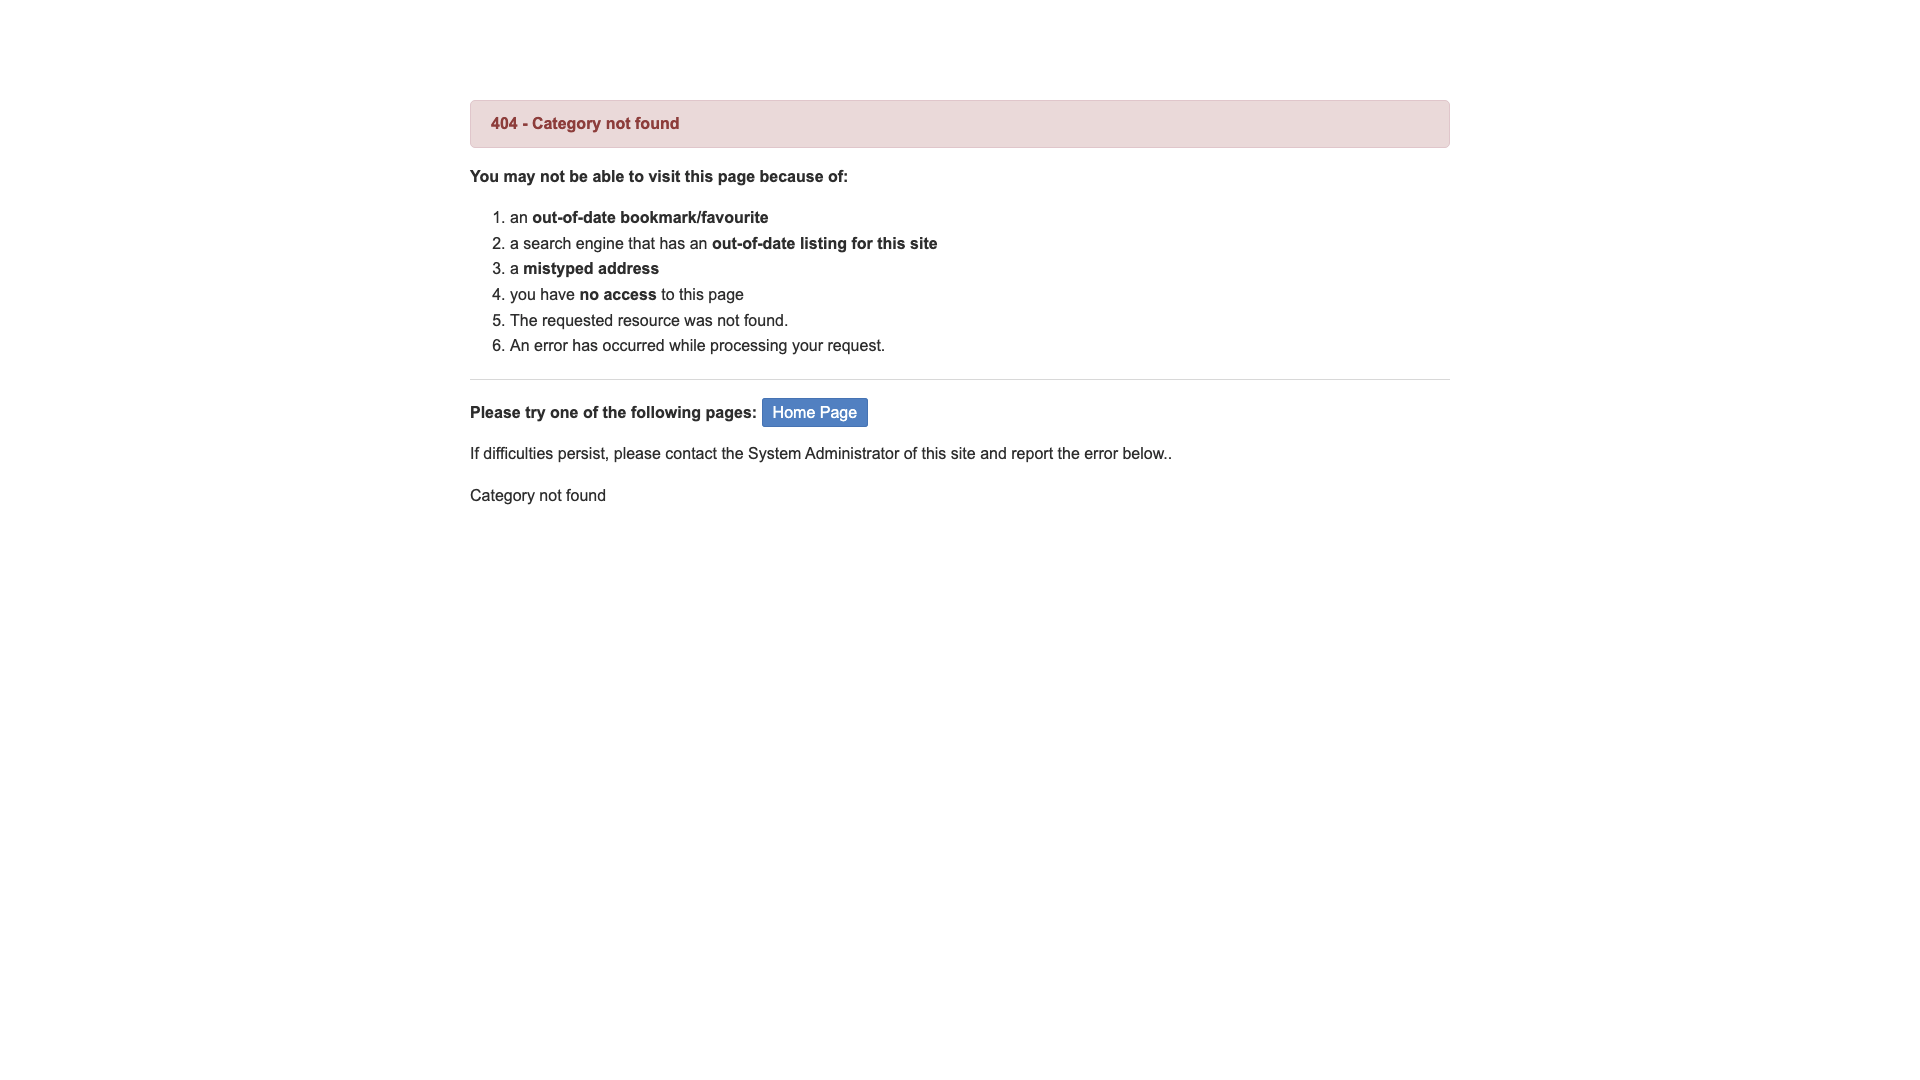 404 - Category not found
You may not be able to visit this page because of:
1. an out-of-date bookmark/favourite
2. a search engine that has an out-of-date listing for this site
3. a mistyped address
4. you have no access to this page
5. The requested resource was not found.
6. An error has occurred while processing your request.
Please try one of the following pages: Home Page
If difficulties persist, please contact the System Administrator of this site and report the error below..
Category not found